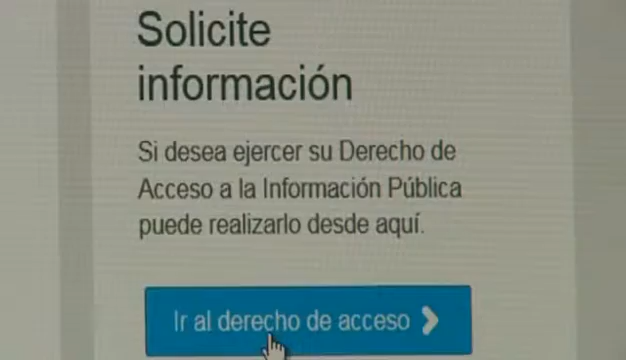 Solicite
información
Si desea ejercer su Derecho de
Acceso a la Información Pública
puede realizarlo desde aquí.
Ir al derecho de acceso